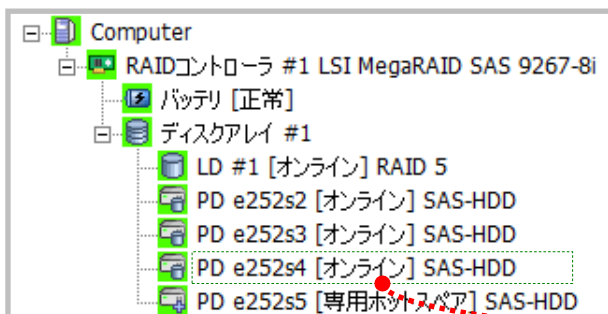 Computer
RAIDコントローラ #1 LSI MegaRAID SAS 9267-8i
バッテリ [正常]
ディスクアレイ #1
LD #1 [オンライン] RAID 5
PD e252s2 [オンライン] SAS-HDD
PD e252s3 [オンライン] SAS-HDD
PD e252s4 [オンライン] SAS-HDD
PD e252s5 [専用ホットスペア] SAS-HDD